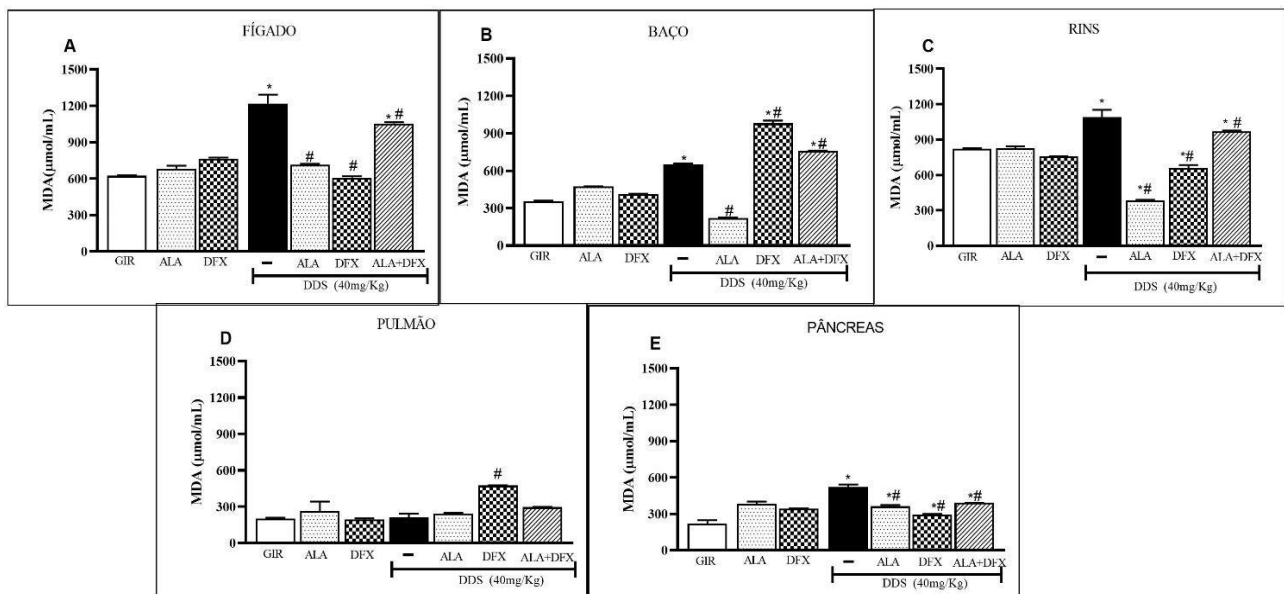 A
FÍGADO
MDA(µmol/mL)
1500
1200
900
600
300
0
*
#
#
*#
GIR
ALA
DFX
–
ALA
DFX
ALA+DFX
DDS (40mg/Kg)
B
BAÇO
MDA (µmol/mL)
1500
1200
900
600
300
0
*
#
*#
*#
GIR
ALA
DFX
–
ALA
DFX
ALA+DFX
DDS (40mg/Kg)
C
RINS
MDA (µmol/mL)
1500
1200
900
600
300
0
*
*#
*#
* #
GIR
ALA
DFX
–
ALA
DFX
ALA+DFX
DDS (40mg/Kg)
D
PULMÃO
MDA (µmol/mL)
1500
1200
900
600
300
0
#
GIR
ALA
DFX
–
ALA
DFX
ALA+DFX
DDS (40mg/Kg)
E
PÂNCREAS
MDA (µmol/mL)
1500
1200
900
600
300
0
*
*#
*#
*#
GIR
ALA
DFX
–
ALA
DFX
ALA+DFX
DDS (40mg/Kg)